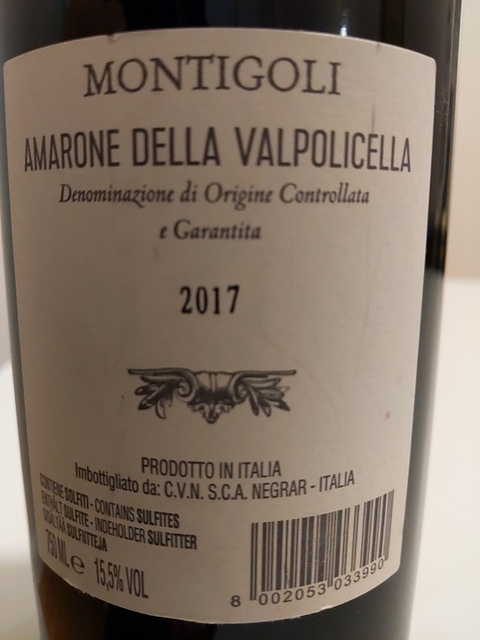 MONTIGOLI
AMARONE DELLA VALPOLICELLA
Denominazione di Origine Controllata
e Garantita
2017
PRODOTTO IN ITALIA
Imbottigliato da: C.V.N. S.C.A. NEGRAR - ITALIA
CONTIENE SOLFITI - CONTAINS SULFITES
ENTHÄLT SULFITE - INDEHOLDER SULFITTER
SISÄLTÄÄ SULFIITTEJA
750 ML e 15,5% VOL
8 002053 033990